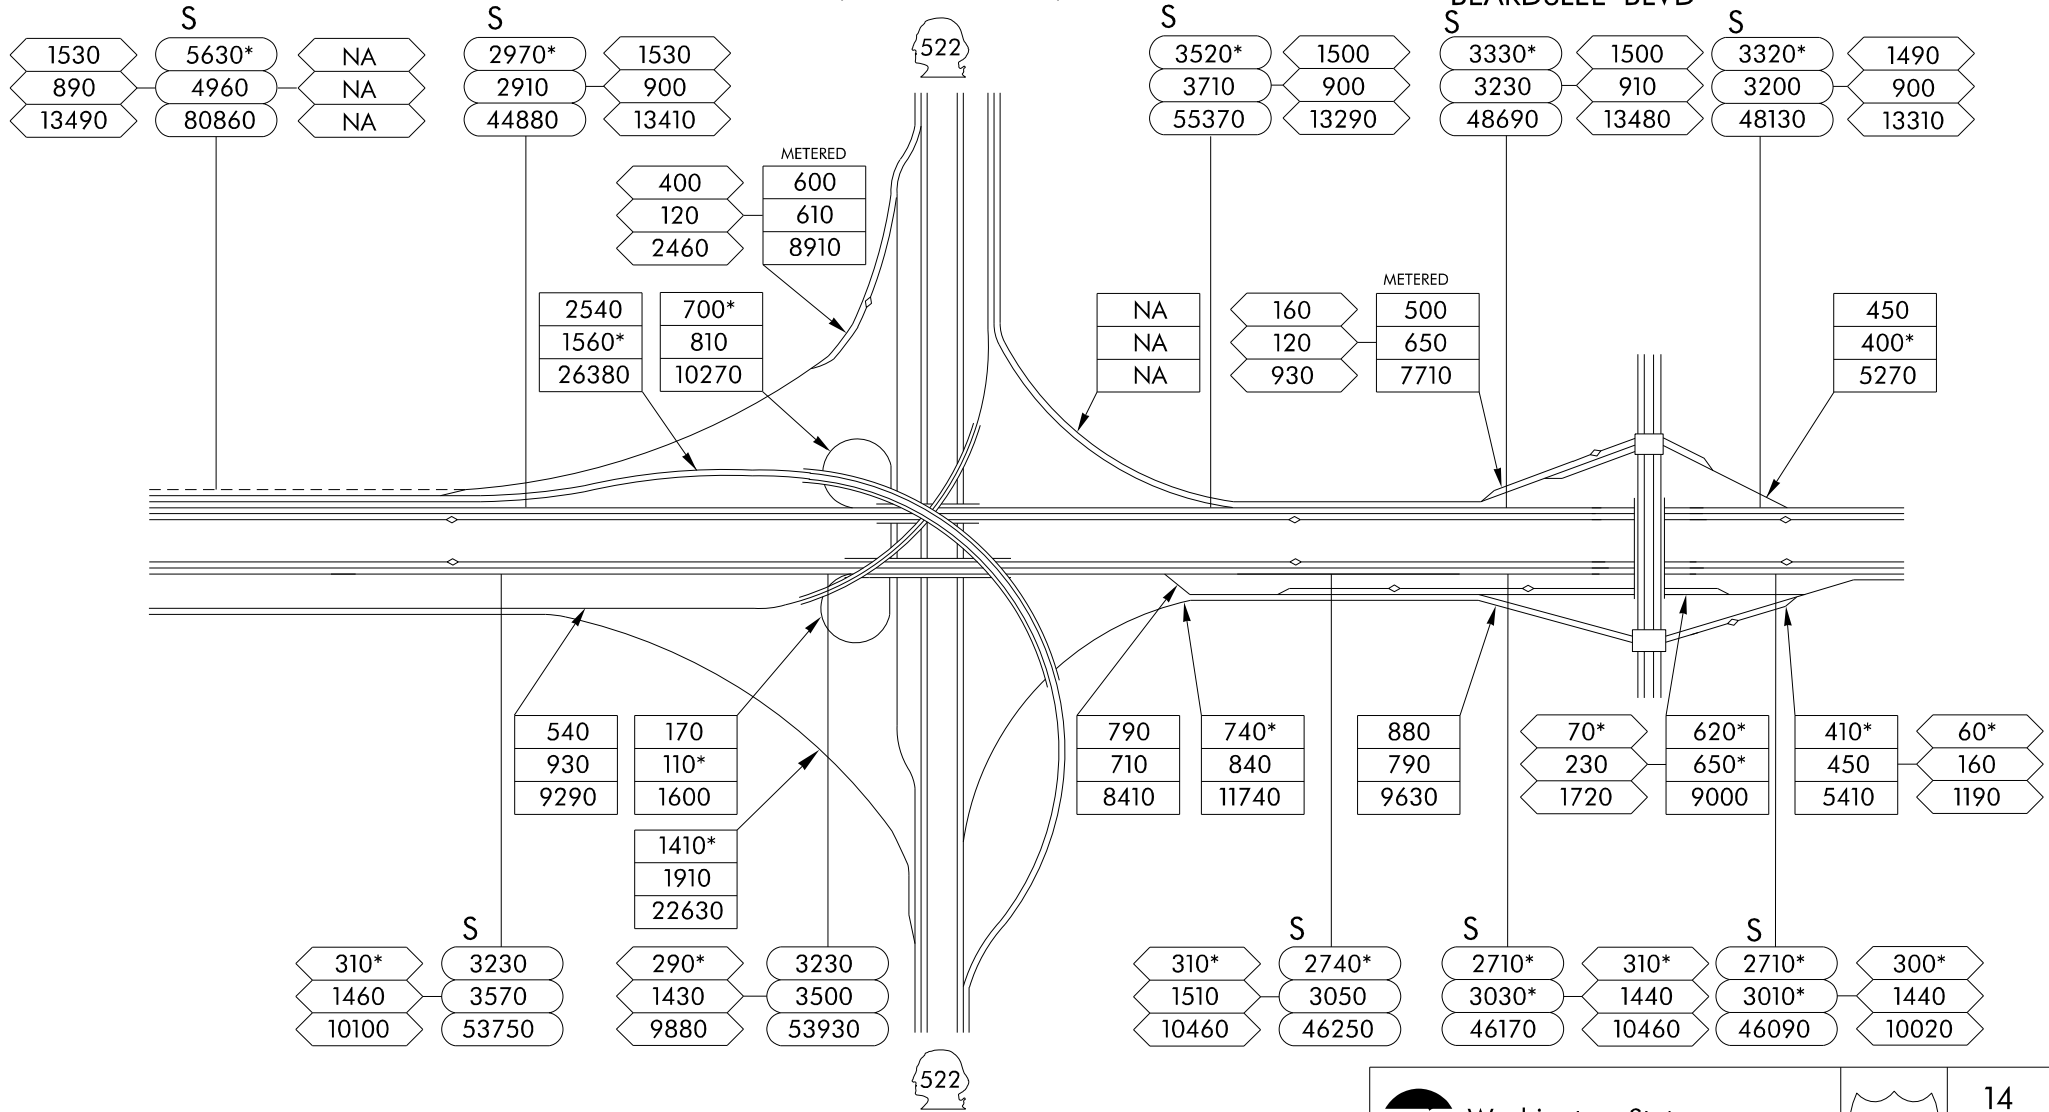 BEARDSLEE BLVD
S S S S S
1530 5630* NA 2970* 1530 522 3520* 1500 3330* 1500 3320* 1490
890 4960 NA 2910 900 3710 900 3230 910 3200 900
13490 80860 NA 44880 13410 55370 13290 48690 13480 48130 13310
METERED
400 600
120 610
2460 8910
METERED
2540 700* NA 160 500 450
1560* 810 NA 120 650 400*
26380 10270 NA 930 7710 5270
540 170 790 740* 880 70* 620* 410* 60*
930 110* 710 840 790 230 650* 450 160
9290 1600 8410 11740 9630 1720 9000 5410 1190
1410*
1910
22630
S S S S
310* 3230 290* 3230 310* 2740* 2710* 310* 2710* 300*
1460 3570 1430 3500 1510 3050 3030* 1440 3010* 1440
10100 53750 9880 53930 10460 46250 46170 10460 46090 10020
522
14
Washington State